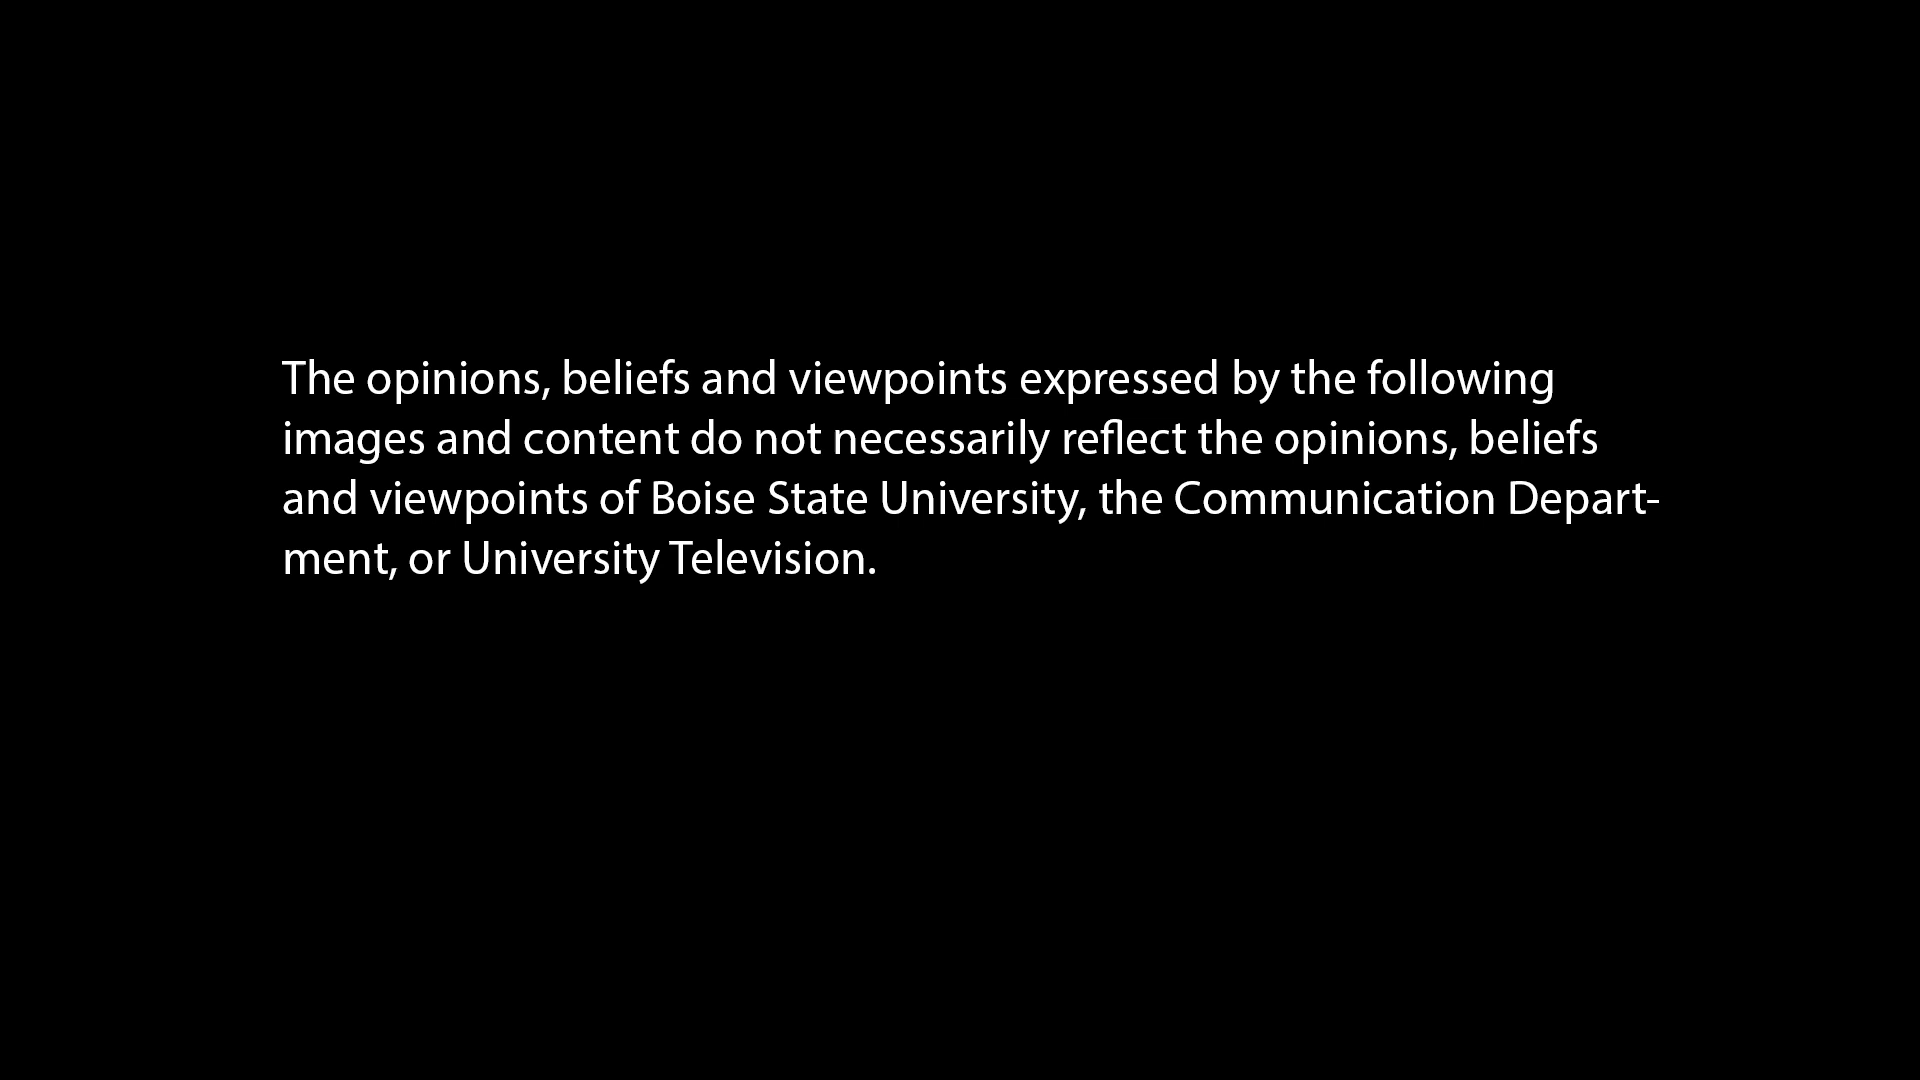 The opinions, beliefs and viewpoints expressed by the following
images and content do not necessarily reflect the opinions, beliefs
and viewpoints of Boise State University, the Communication Depart-
ment, or University Television.